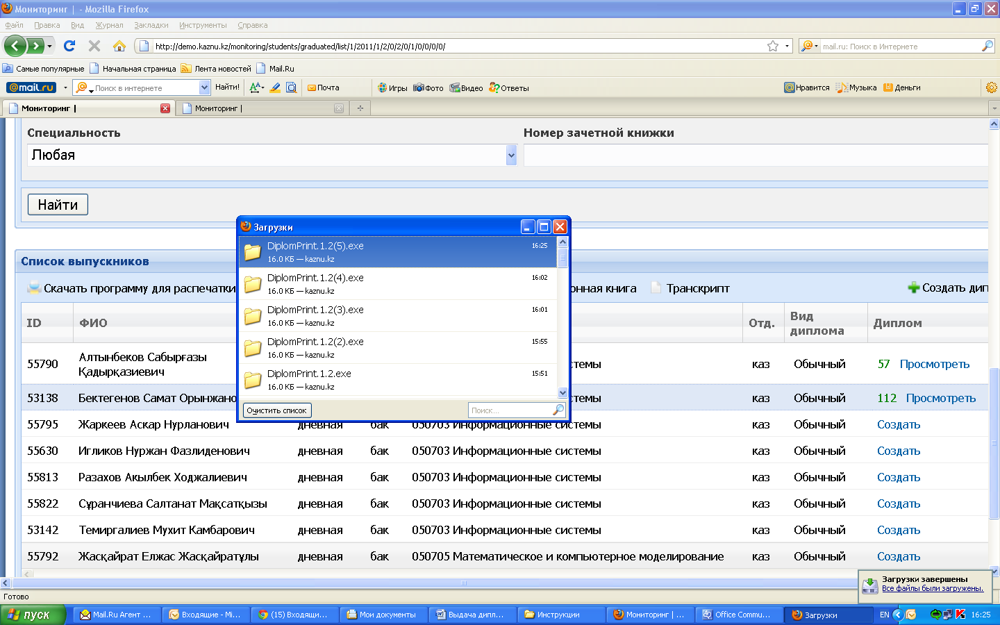 Мониторинг | - Mozilla Firefox
Файл Правка Вид Журнал Закладки Инструменты Справка
http://demo.kaznu.kz/monitoring/students/graduated/list/1/2011/1/2/0/2/0/1/0/0/0/0/
mail.ru: Поиск в Интернете
Самые популярные Начальная страница Лента новостей Mail.Ru
@mail.ru Поиск в интернете Найти! Почта Игры Фото Видео Ответы Нравится Музыка Деньги
Мониторинг | Мониторинг |
Специальность Номер зачетной книжки
Любая
Найти
Загрузки
DiplomPrint.1.2(5).exe 16:25
16.0 КБ — kaznu.kz
DiplomPrint.1.2(4).exe 16:02
16.0 КБ — kaznu.kz
DiplomPrint.1.2(3).exe 16:01
16.0 КБ — kaznu.kz
DiplomPrint.1.2(2).exe 15:55
16.0 КБ — kaznu.kz
DiplomPrint.1.2.exe 15:51
16.0 КБ — kaznu.kz
Очистить список Поиск...
Список выпускников
Скачать программу для распечатки онная книга Транскрипт Создать дип
ID ФИО Отд. Вид диплома Диплом
55790 Алтынбеков Сабырғазы Қадырқазиевич стемы каз Обычный 57 Просмотреть
53138 Бектегенов Самат Орынжано стемы каз Обычный 112 Просмотреть
55795 Жаркеев Аскар Нурланович дневная бак 050703 Информационные системы каз Обычный Создать
55630 Игликов Нуржан Фазлиденович дневная бак 050703 Информационные системы каз Обычный Создать
55813 Разахов Акылбек Ходжалиевич дневная бак 050703 Информационные системы каз Обычный Создать
55822 Сұранчиева Салтанат Мақсатқызы дневная бак 050703 Информационные системы каз Обычный Создать
53142 Темиргалиев Мухит Камбарович дневная бак 050703 Информационные системы каз Обычный Создать
55792 Жасқайрат Елжас Жасқайратұлы дневная бак 050705 Математическое и компьютерное моделирование каз Обычный Создать
Загрузки завершены
Все файлы были загружены.
Готово
пуск Mail.Ru Агент ... Входящие - Mi... (15) Входящи... Мои документы Выдача дипл... Инструкции Мониторинг | ... Office Commu... Загрузки EN 16:25